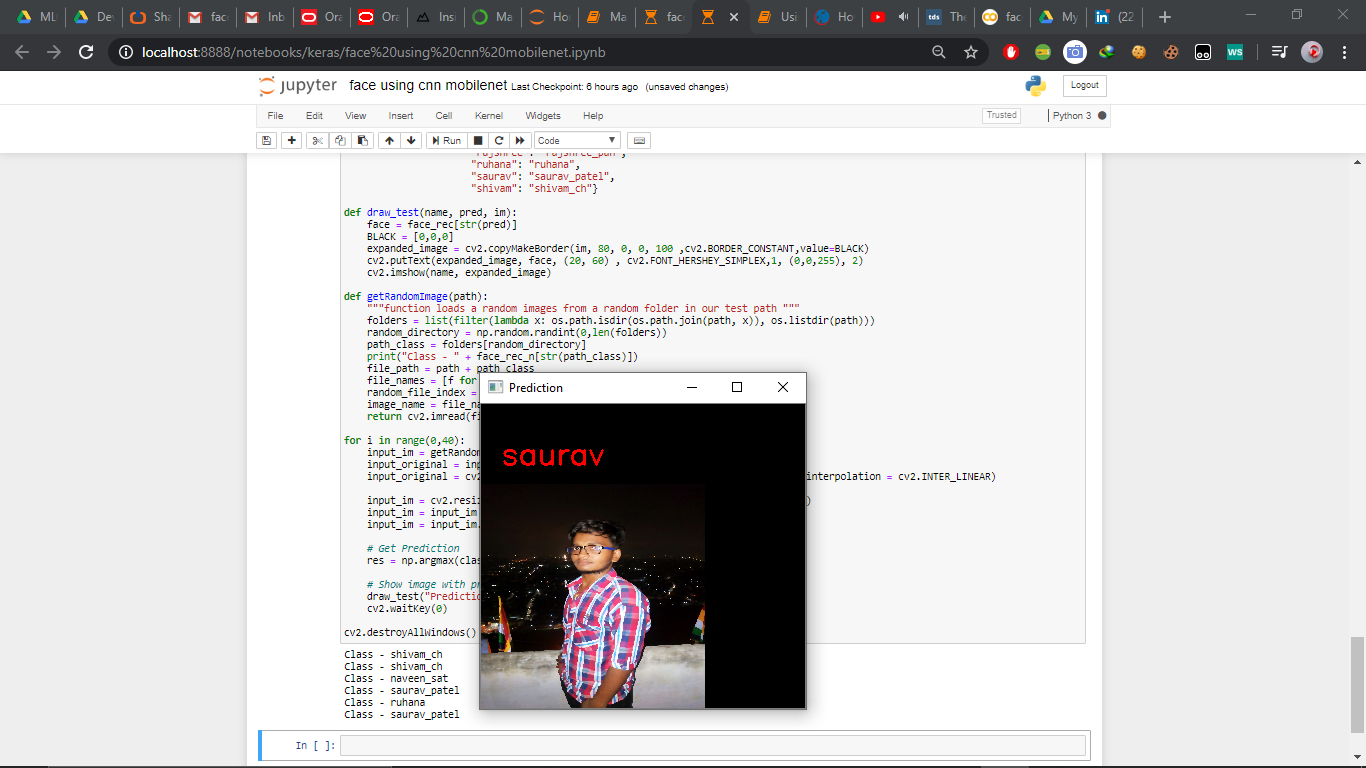 ML
Dev
Sha
fac
Inb
Ora
Ora
Ins
Ma
Ho
Ma
fac
Usi
Ho
The
fac
My
(22
localhost:8888/notebooks/keras/face%20using%20cnn%20mobilenet.ipynb
WS
jupyter face using cnn mobilenet Last Checkpoint: 6 hours ago (unsaved changes)
Logout
File Edit View Insert Cell Kernel Widgets Help
Trusted
Python 3
Run
Code
"ruhana": "ruhana",
"saurav": "saurav_patel",
"shivam": "shivam_ch"}
def draw_test(name, pred, im):
face = face_rec[str(pred)]
BLACK = [0,0,0]
expanded_image = cv2.copyMakeBorder(im, 80, 0, 0, 100 ,cv2.BORDER_CONSTANT,value=BLACK)
cv2.putText(expanded_image, face, (20, 60) , cv2.FONT_HERSHEY_SIMPLEX,1, (0,0,255), 2)
cv2.imshow(name, expanded_image)
def getRandomImage(path):
"""function loads a random images from a random folder in our test path """
folders = list(filter(lambda x: os.path.isdir(os.path.join(path, x)), os.listdir(path)))
random_directory = np.random.randint(0,len(folders))
path_class = folders[random_directory]
print("Class - " + face_rec_n[str(path_class)])
file_path = path + path_class
file_names = [f for
random_file_index =
image_name = file_na
return cv2.imread(fi
for i in range(0,40):
input_im = getRandom
input_original = inp
input_original = cv2
interpolation = cv2.INTER_LINEAR)
input_im = cv2.resiz
)
input_im = input_im
input_im = input_im.
# Get Prediction
res = np.argmax(clas
# Show image with pr
draw_test("Predictio
cv2.waitKey(0)
cv2.destroyAllWindows()
Prediction
saurav
Class - shivam_ch
Class - shivam_ch
Class - naveen_sat
Class - saurav_patel
Class - ruhana
Class - saurav_patel
In [ ]: